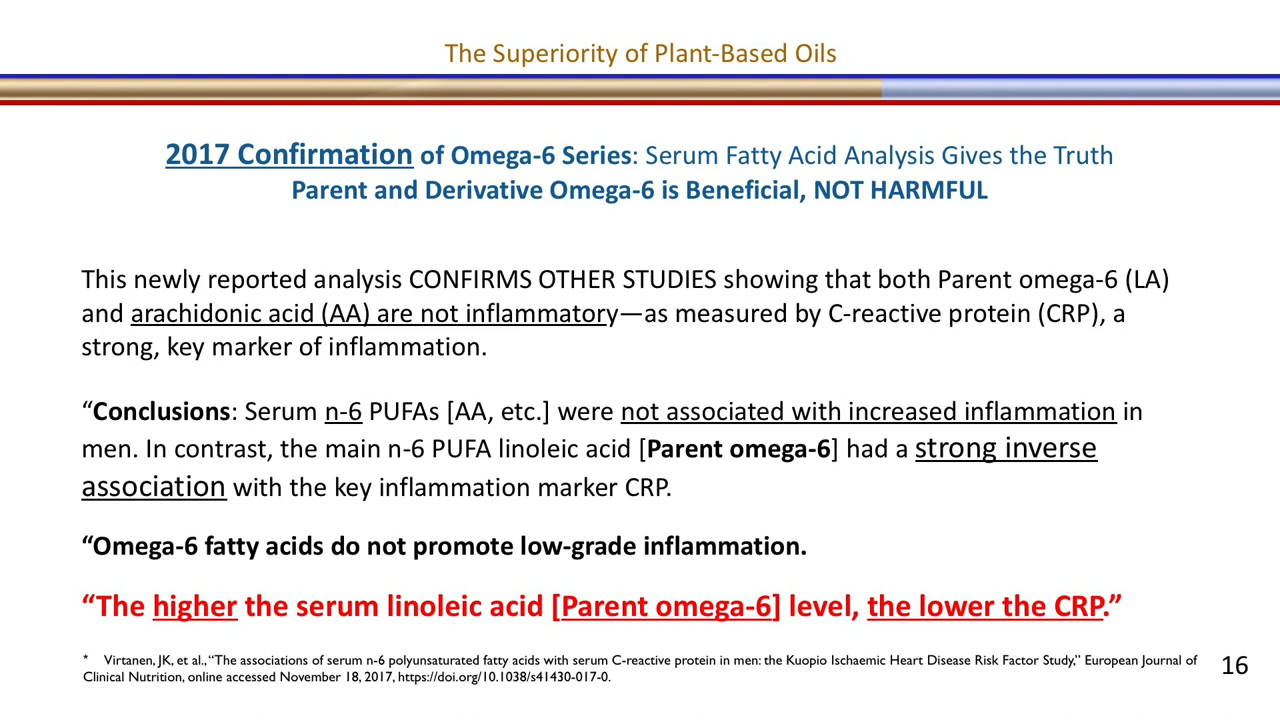 The Superiority of Plant-Based Oils
2017 Confirmation of Omega-6 Series: Serum Fatty Acid Analysis Gives the Truth
Parent and Derivative Omega-6 is Beneficial, NOT HARMFUL
This newly reported analysis CONFIRMS OTHER STUDIES showing that both Parent omega-6 (LA)
and arachidonic acid (AA) are not inflammatory—as measured by C-reactive protein (CRP), a
strong, key marker of inflammation.
“Conclusions: Serum n-6 PUFAs [AA, etc.] were not associated with increased inflammation in
men. In contrast, the main n-6 PUFA linoleic acid [Parent omega-6] had a strong inverse
association with the key inflammation marker CRP.
“Omega-6 fatty acids do not promote low-grade inflammation.
“The higher the serum linoleic acid [Parent omega-6] level, the lower the CRP.”
* Virtanen, JK, et al., “The associations of serum n-6 polyunsaturated fatty acids with serum C-reactive protein in men: the Kuopio Ischaemic Heart Disease Risk Factor Study,” European Journal of
Clinical Nutrition, online accessed November 18, 2017, https://doi.org/10.1038/s41430-017-0.
16